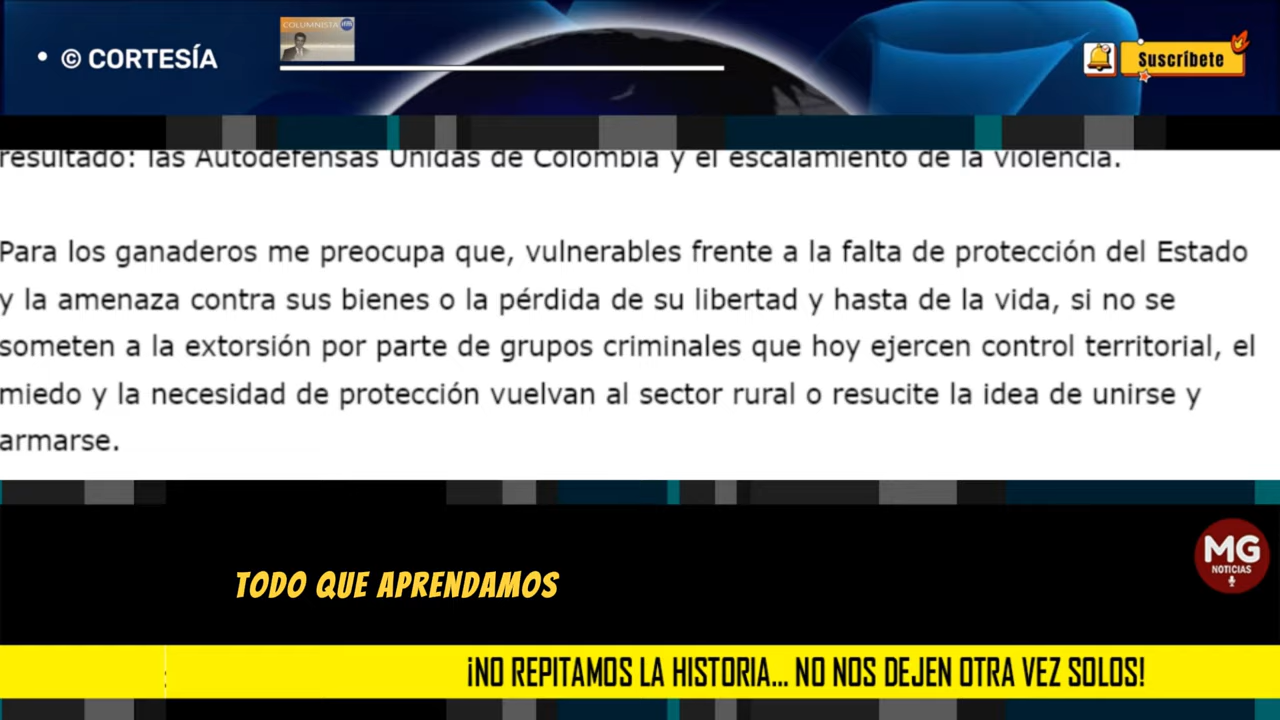 • © CORTESÍA
COLUMNISTA
Suscríbete
resultado: las Autodefensas Unidas de Colombia y el escalamiento de la violencia.
Para los ganaderos me preocupa que, vulnerables frente a la falta de protección del Estado
y la amenaza contra sus bienes o la pérdida de su libertad y hasta de la vida, si no se
someten a la extorsión por parte de grupos criminales que hoy ejercen control territorial, el
miedo y la necesidad de protección vuelvan al sector rural o resucite la idea de unirse y
armarse.
MG
NOTICIAS
TODO QUE APRENDAMOS
¡NO REPITAMOS LA HISTORIA... NO NOS DEJEN OTRA VEZ SOLOS!